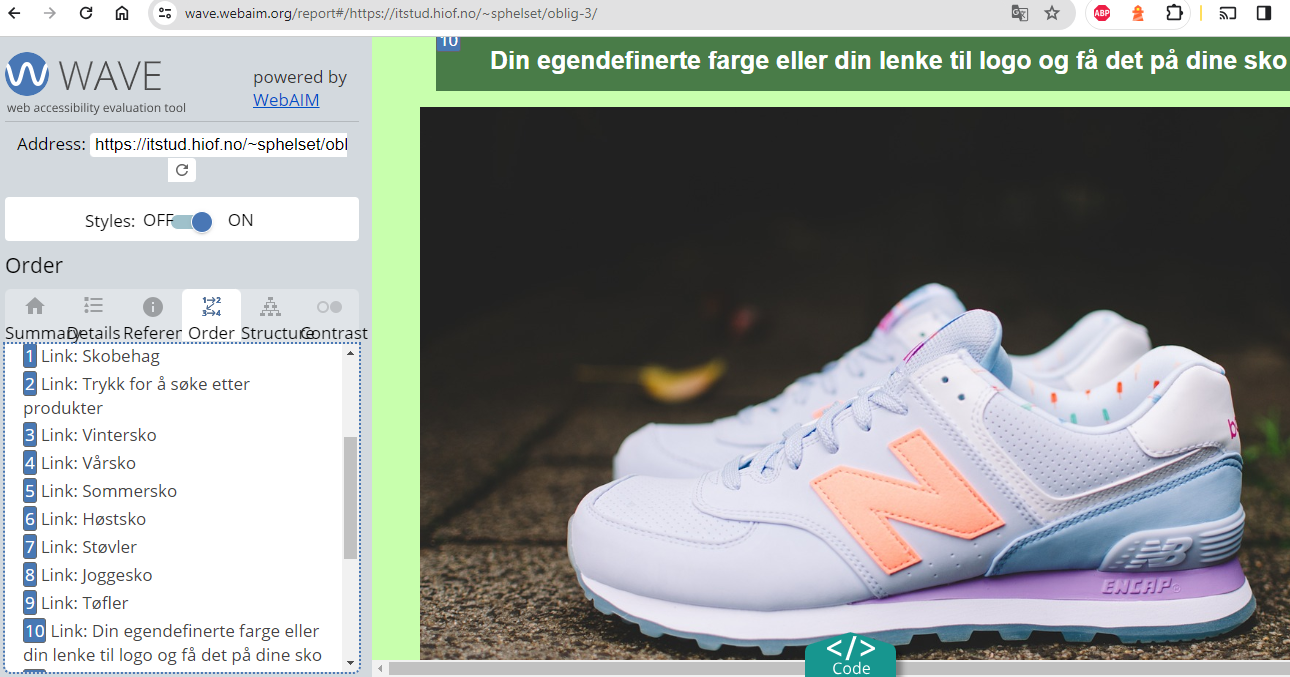 wave.webaim.org/report#/https://itstud.hiof.no/~sphelset/oblig-3/
ABP
WAVE
web accessibility evaluation tool
powered by
WebAIM
Address: https://itstud.hiof.no/~sphelset/obl
Styles: OFF ON
Order
Summary Details Referen Order Structure Contrast
1 Link: Skobehag
2 Link: Trykk for å søke etter
produkter
3 Link: Vintersko
4 Link: Vårsko
5 Link: Sommersko
6 Link: Høstsko
7 Link: Støvler
8 Link: Joggesko
9 Link: Tøfler
10 Link: Din egendefinerte farge eller
din lenke til logo og få det på dine sko
10
Din egendefinerte farge eller din lenke til logo og få det på dine sko
N
NB
ENCAP
</> 
Code